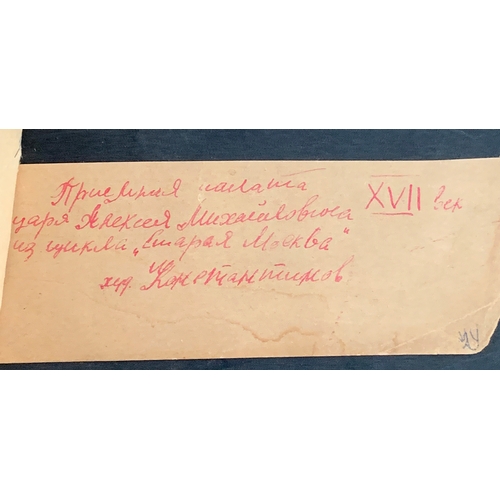 Приемная палата XVII век
царя Алексея Михайловича
из цикла „Старая Москва"
худ. Константинов